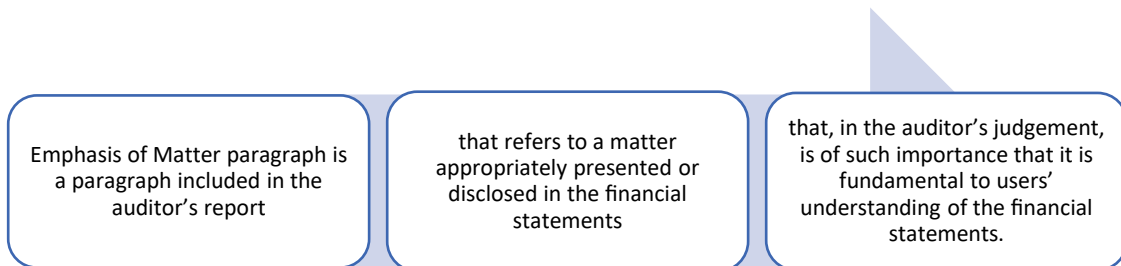 Emphasis of Matter paragraph is
a paragraph included in the
auditor’s report
that refers to a matter
appropriately presented or
disclosed in the financial
statements
that, in the auditor’s judgement,
is of such importance that it is
fundamental to users’
understanding of the financial
statements.